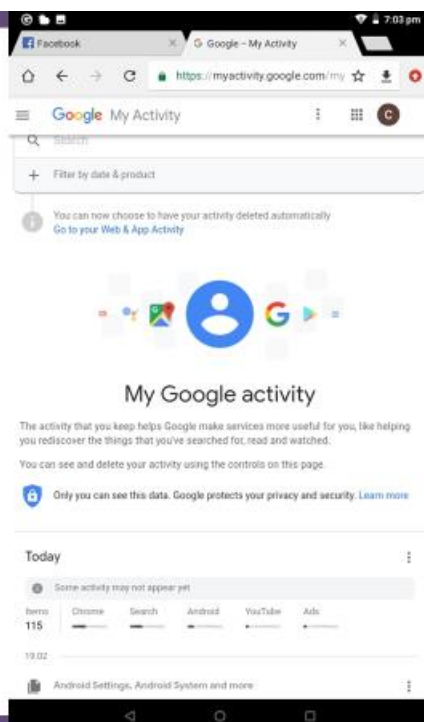 7:03 pm
Facebook
Google – My Activity
https://myactivity.google.com/my
Google My Activity
C
Search
Filter by date & product
You can now choose to have your activity deleted automatically
Go to your Web & App Activity
My Google activity
The activity that you keep helps Google make services more useful for you, like helping
you rediscover the things that you've searched for, read and watched.
You can see and delete your activity using the controls on this page.
Only you can see this data. Google protects your privacy and security. Learn more
Today
Some activity may not appear yet
Items Chrome Search Android YouTube Ads
115
19:02
Android Settings, Android System and more